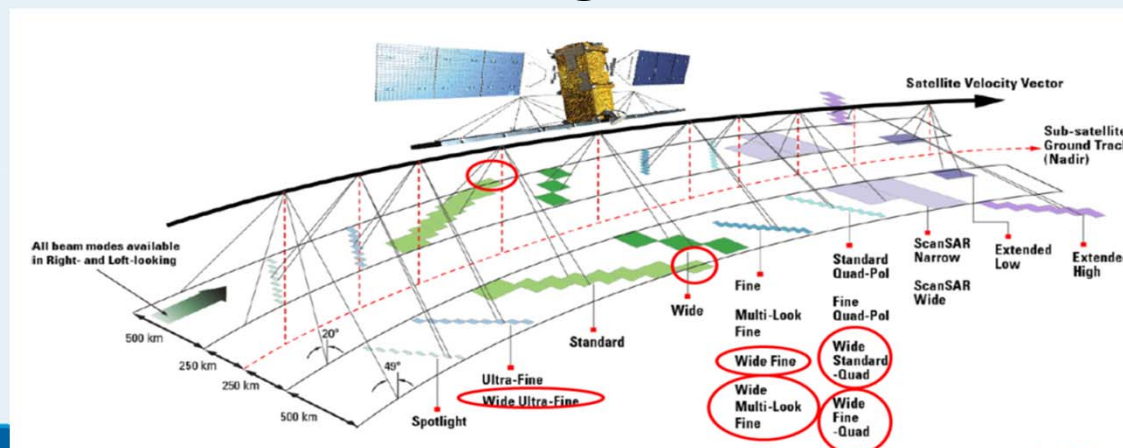 Satellite Velocity Vector
Sub-satellite
Ground Track
(Nadir)
All beam modes available
in Right- and Left-looking
500 km
250 km
250 km
500 km
20°
49°
Spotlight
Ultra-Fine
Wide Ultra-Fine
Standard
Wide
Fine
Multi-Look
Fine
Wide Fine
Wide
Multi-Look
Fine
Standard
Quad-Pol
Fine
Quad-Pol
Wide
Standard
-Quad
Wide
Fine
-Quad
ScanSAR
Narrow
ScanSAR
Wide
Extended
Low
Extended
High